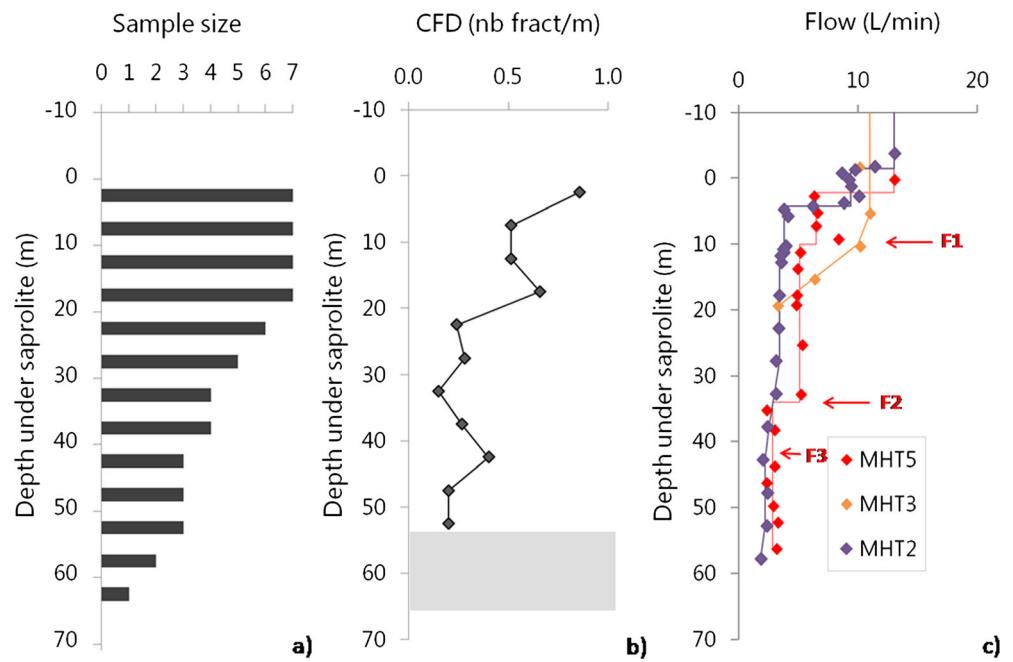 Sample size
0 1 2 3 4 5 6 7
-10
0
10
20
30
40
50
60
70
Depth under saprolite (m)
a)
CFD (nb fract/m)
0.0 0.5 1.0
-10
0
10
20
30
40
50
60
70
Depth under saprolite (m)
b)
Flow (L/min)
0 10 20
-10
0
10
20
30
40
50
60
70
Depth under saprolite (m)
F1
F2
F3
MHT5
MHT3
MHT2
c)